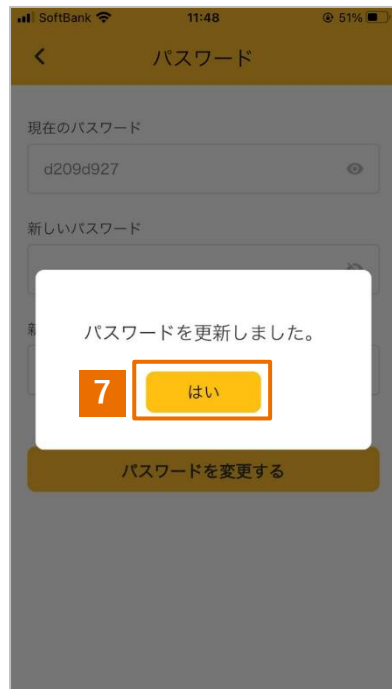 SoftBank 11:48 51%
パスワード
現在のパスワード
d209d927
新しいパスワード
パスワードを更新しました。
7 はい
パスワードを変更する